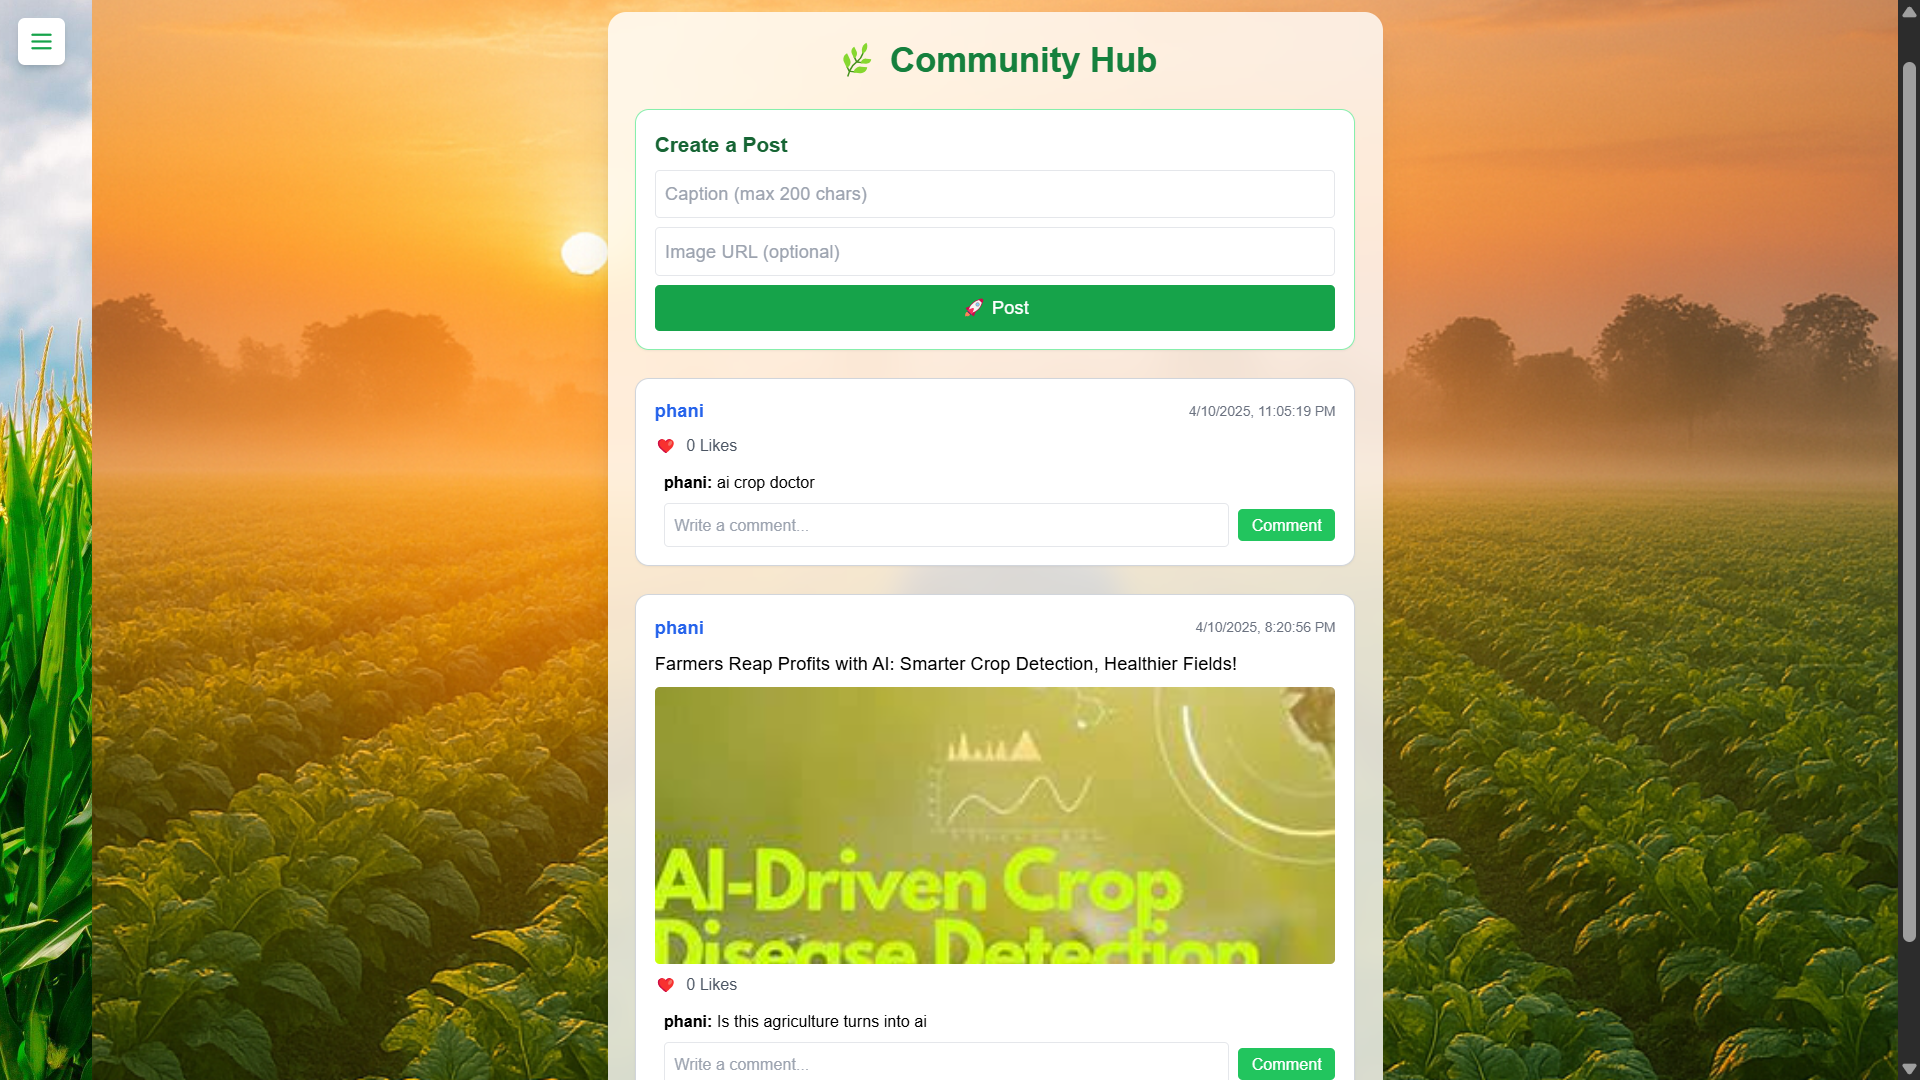 Community Hub
Create a Post
Caption (max 200 chars)
Image URL (optional)
🚀 Post
phani 4/10/2025, 11:05:19 PM
❤️ 0 Likes
phani: ai crop doctor
Write a comment... Comment
phani 4/10/2025, 8:20:56 PM
Farmers Reap Profits with AI: Smarter Crop Detection, Healthier Fields!
AI-Driven Crop
Disease Detection
❤️ 0 Likes
phani: Is this agriculture turns into ai
Write a comment... Comment